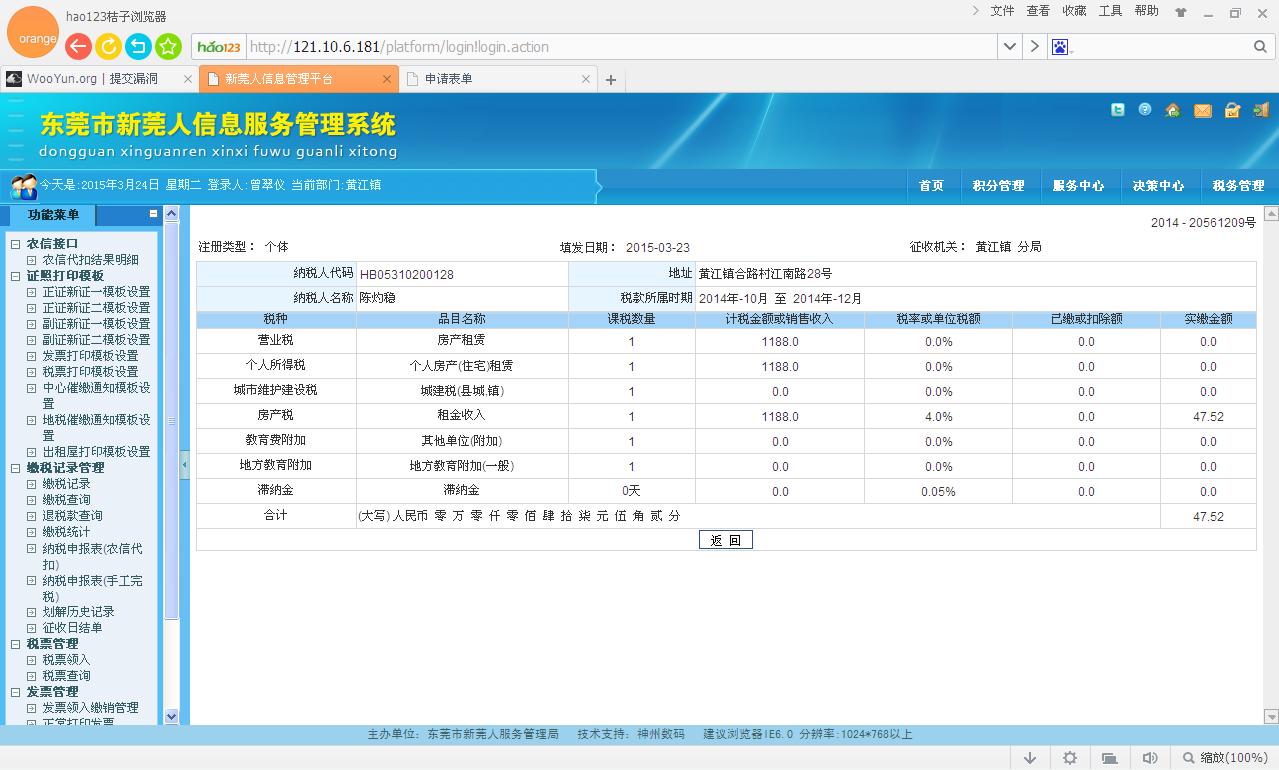 hao123桔子浏览器 文件 查看 收藏 工具 帮助
orange
hao123 http://121.10.6.181/platform/login!login.action
WooYun.org | 提交漏洞 新莞人信息管理平台 申请表单
东莞市新莞人信息服务管理系统
dongguan xinguanren xinxi fuwu guanli xitong
今天是:2015年3月24日 星期二 登录人:曾翠仪 当前部门:黄江镇 首页 积分管理 服务中心 决策中心 税务管理
功能菜单
农信接口
农信代扣结果明细
证照打印模板
正证新证一模板设置
正证新证二模板设置
副证新证一模板设置
副证新证二模板设置
发票打印模板设置
税票打印模板设置
中心催缴通知模板设
置
地税催缴通知模板设
置
出租屋打印模板设置
缴税记录管理
缴税记录
缴税查询
退税款查询
缴税统计
纳税申报表(农信代
扣)
纳税申报表(手工完
税)
划解历史记录
征收日结单
税票管理
税票领入
税票查询
发票管理
发票领入缴销管理
正常打印发票
2014 - 20561209号
注册类型: 个体 填发日期: 2015-03-23 征收机关: 黄江镇 分局
纳税人代码 HB05310200128 地址 黄江镇合路村江南路28号
纳税人名称 陈灼稳 税款所属时期 2014年-10月 至 2014年-12月
税种 品目名称 课税数量 计税金额或销售收入 税率或单位税额 已缴或扣除额 实缴金额
营业税 房产租赁 1 1188.0 0.0% 0.0 0.0
个人所得税 个人房产(住宅)租赁 1 1188.0 0.0% 0.0 0.0
城市维护建设税 城建税(县城,镇) 1 0.0 0.0% 0.0 0.0
房产税 租金收入 1 1188.0 4.0% 0.0 47.52
教育费附加 其他单位(附加) 1 0.0 0.0% 0.0 0.0
地方教育附加 地方教育附加(一般) 1 0.0 0.0% 0.0 0.0
滞纳金 滞纳金 0天 0.0 0.05% 0.0 0.0
合计 (大写)人民币 零 万 零 仟 零 佰 肆 拾 柒 元 伍 角 贰 分 47.52
返 回
主办单位: 东莞市新莞人服务管理局 技术支持: 神州数码 建议浏览器IE6.0 分辨率:1024*768以上
缩放(100%)